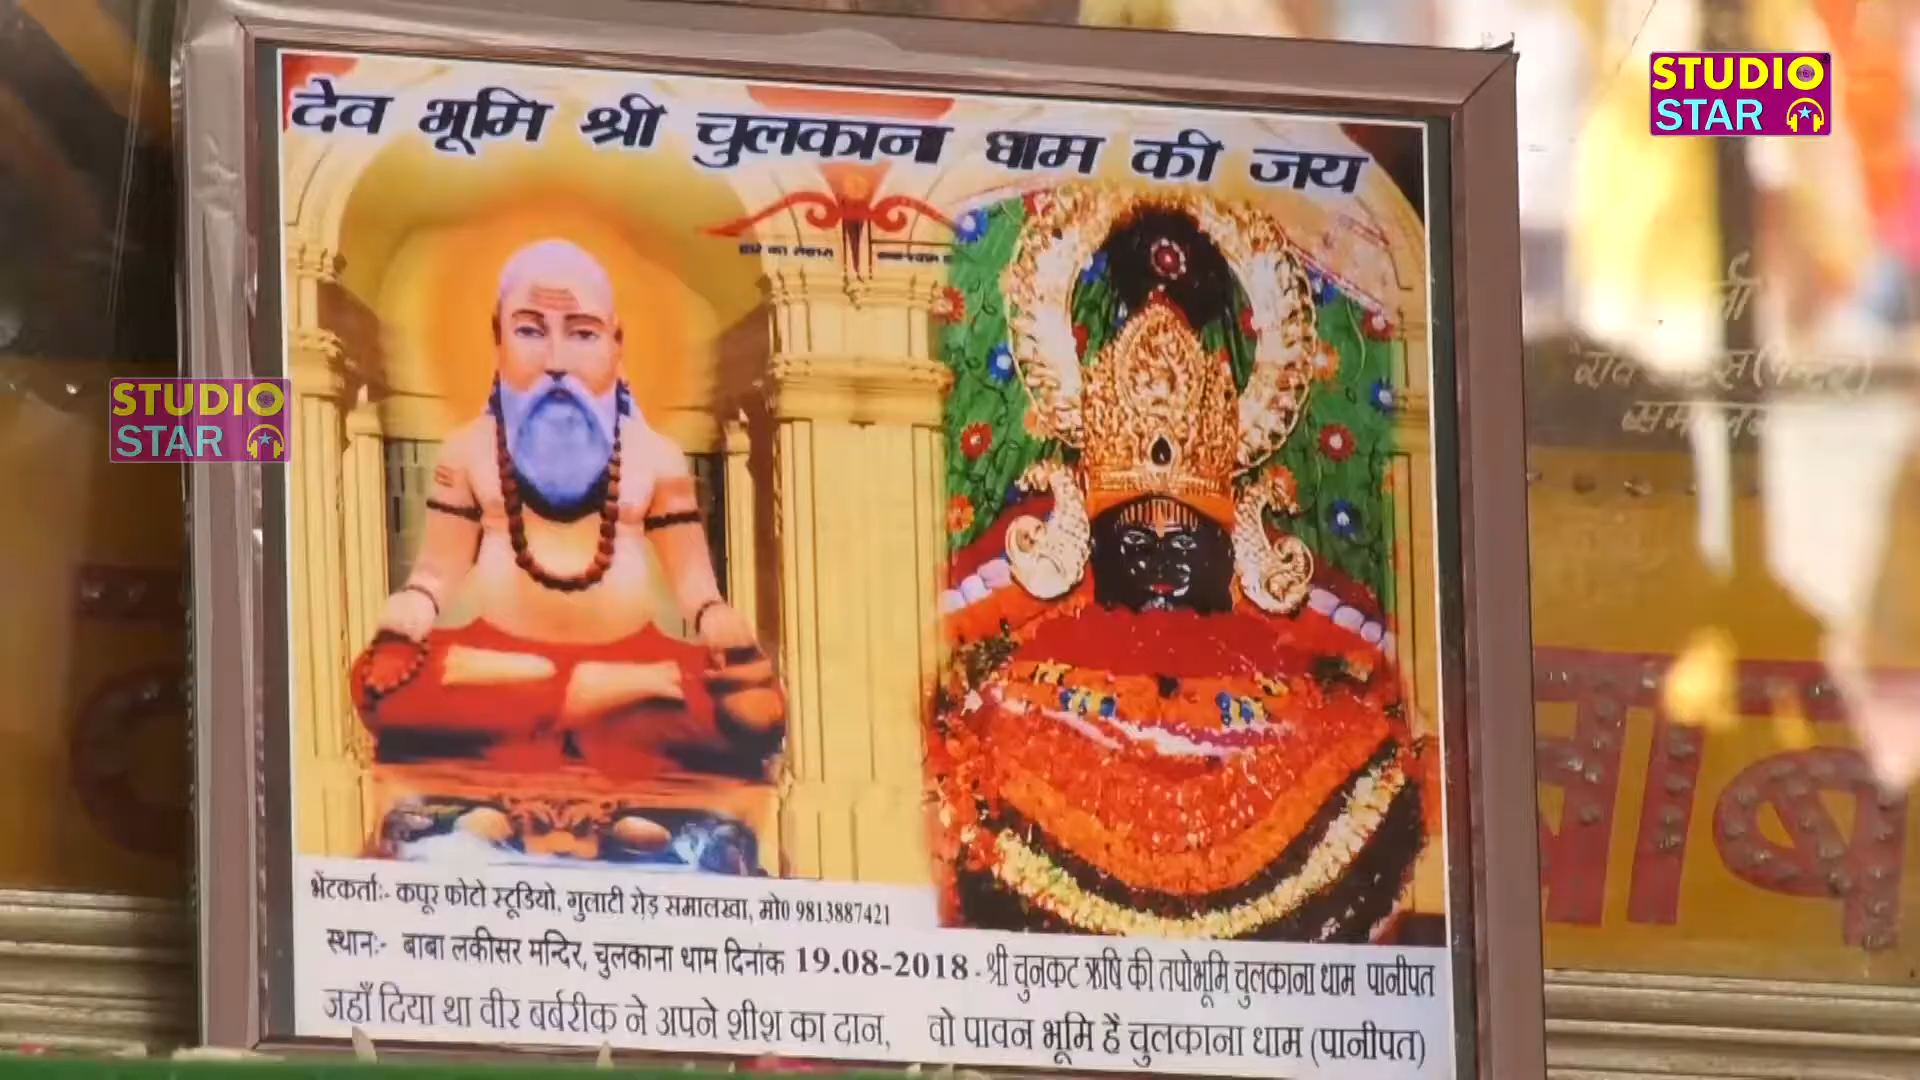 STUDIO
STAR
देव भूमि श्री चुलकाना धाम की जय
हारे का सहारा
STUDIO
STAR
भेंटकर्ताः- कपूर फोटो स्टूडियो, गुलाटी रोड़ समालखा, मो0 9813887421
स्थानः- बाबा लकीसर मन्दिर, चुलकाना धाम दिनांक 19.08-2018 - श्री चुनकट ऋषि की तपोभूमि चुलकाना धाम पानीपत
जहाँ दिया था वीर बर्बरीक ने अपने शीश का दान, वो पावन भूमि है चुलकाना धाम (पानीपत)